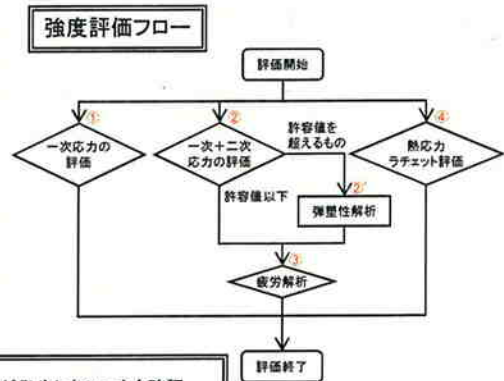 強度評価フロー
評価開始
①
②
④
一次応力の
評価
一次+二次
応力の評価
許容値を
超えるもの
熱応力
ラチェット評価
許容値以下
②'
弾塑性解析
③
疲労解析
評価終了